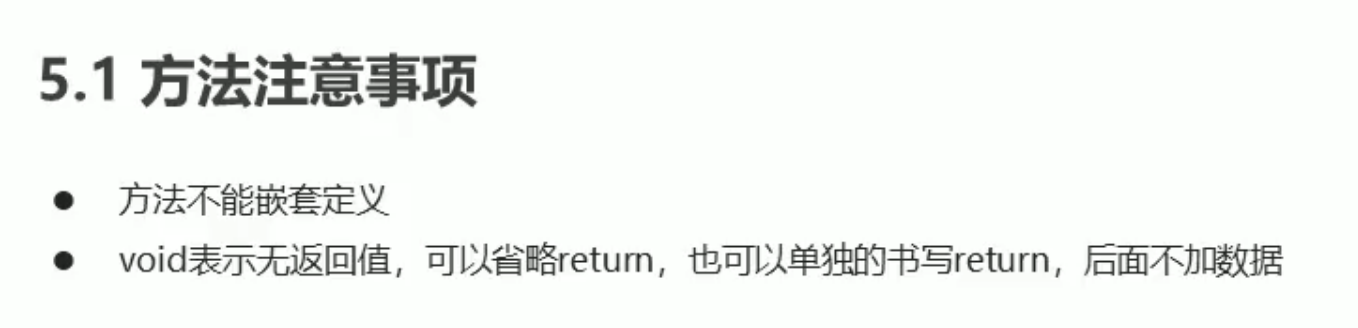 5.1 方法注意事项
● 方法不能嵌套定义
● void表示无返回值，可以省略return，也可以单独的书写return，后面不加数据